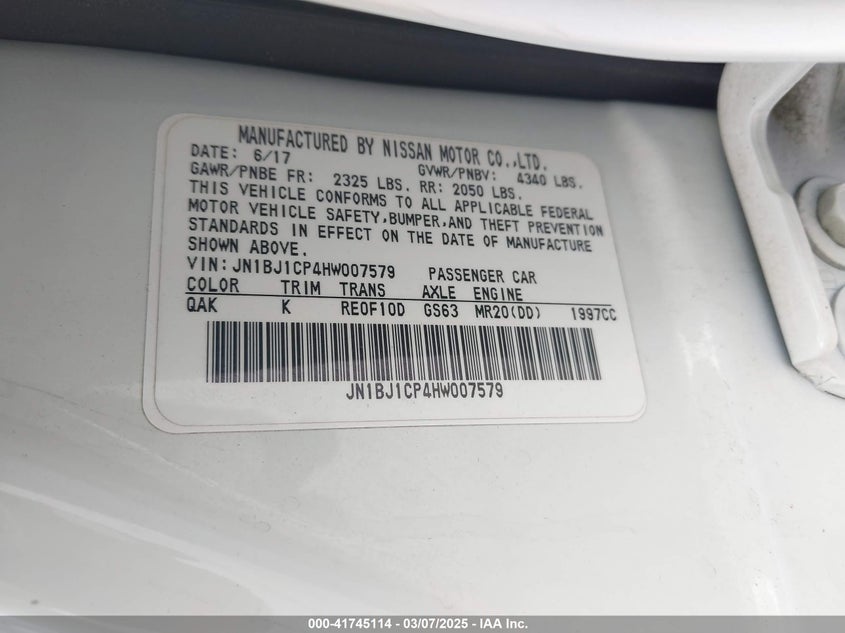 MANUFACTURED BY NISSAN MOTOR CO.,LTD.
DATE: 6/17 GVWR/PNBV: 4340 LBS.
GAWR/PNBE FR: 2325 LBS. RR: 2050 LBS.
THIS VEHICLE CONFORMS TO ALL APPLICABLE FEDERAL
MOTOR VEHICLE SAFETY,BUMPER,AND THEFT PREVENTION
STANDARDS IN EFFECT ON THE DATE OF MANUFACTURE
SHOWN ABOVE.
VIN: JN1BJ1CP4HW007579 PASSENGER CAR
COLOR TRIM TRANS AXLE ENGINE
QAK K RE0F10D GS63 MR20(DD) 1997CC
JN1BJ1CP4HW007579
000-41745114 — 03/07/2025 — IAA Inc.